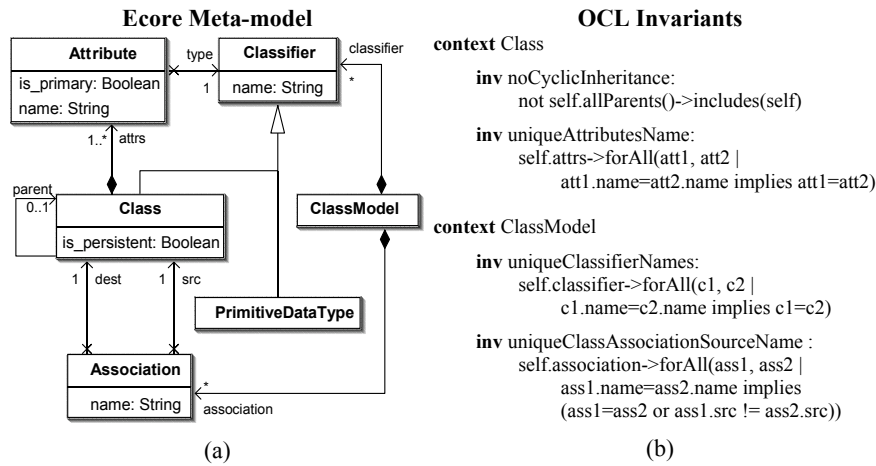 Ecore Meta-model
Attribute
is_primary: Boolean
name: String
type
1
Classifier
name: String
classifier
*
1..*
attrs
parent
0..1
Class
is_persistent: Boolean
ClassModel
1
dest
1
src
PrimitiveDataType
Association
name: String
*
association
(a)
OCL Invariants
context Class
inv noCyclicInheritance:
not self.allParents()->includes(self)
inv uniqueAttributesName:
self.attrs->forAll(att1, att2 |
att1.name=att2.name implies att1=att2)
context ClassModel
inv uniqueClassifierNames:
self.classifier->forAll(c1, c2 |
c1.name=c2.name implies c1=c2)
inv uniqueClassAssociationSourceName :
self.association->forAll(ass1, ass2 |
ass1.name=ass2.name implies
(ass1=ass2 or ass1.src != ass2.src))
(b)